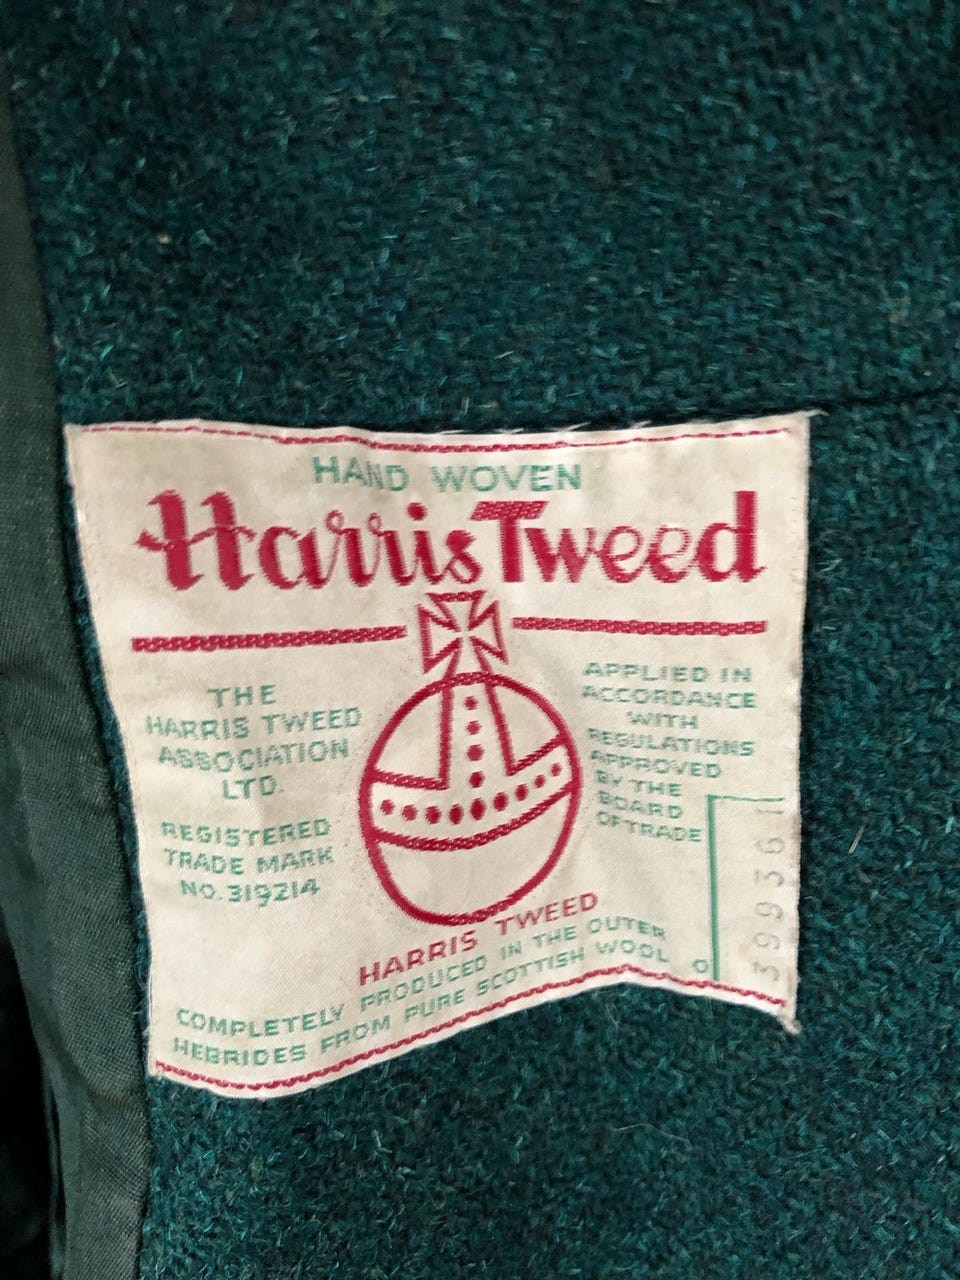 HAND WOVEN
Harris Tweed
THE
HARRIS TWEED
ASSOCIATION
LTD.
REGISTERED
TRADE MARK
NO. 319214
APPLIED IN
ACCORDANCE
WITH
REGULATIONS
APPROVED
BY THE
BOARD
OF TRADE
HARRIS TWEED
COMPLETELY PRODUCED IN THE OUTER
HEBRIDES FROM PURE SCOTTISH WOOL